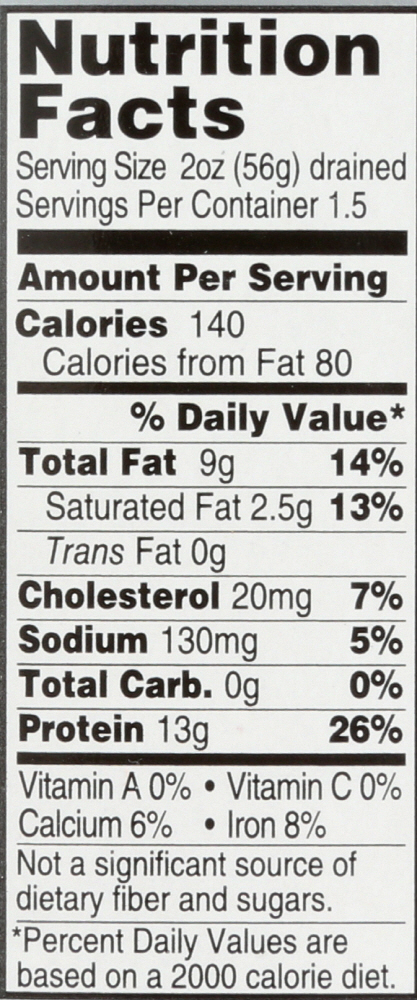 Nutrition
Facts
Serving Size 2oz (56g) drained
Servings Per Container 1.5
Amount Per Serving
Calories 140
Calories from Fat 80
% Daily Value*
Total Fat 9g 14%
Saturated Fat 2.5g 13%
Trans Fat 0g
Cholesterol 20mg 7%
Sodium 130mg 5%
Total Carb. 0g 0%
Protein 13g 26%
Vitamin A 0% • Vitamin C 0%
Calcium 6% • Iron 8%
Not a significant source of
dietary fiber and sugars.
*Percent Daily Values are
based on a 2000 calorie diet.